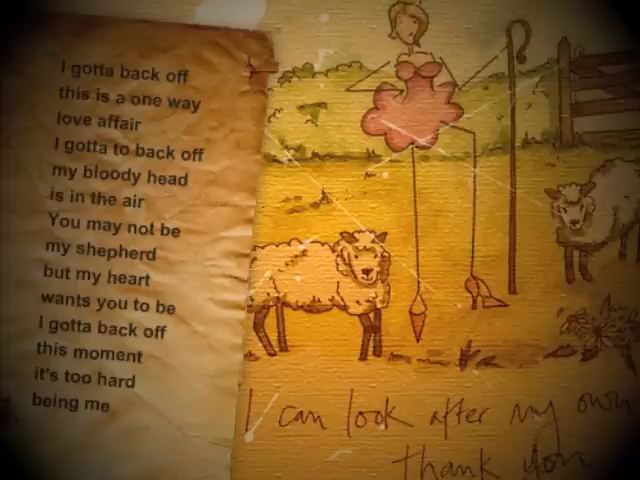 I gotta back off
this is a one way
love affair
I gotta to back off
my bloody head
is in the air
You may not be
my shepherd
but my heart
wants you to be
I gotta back off
this moment
it's too hard
being me
I can look after my own
thank you